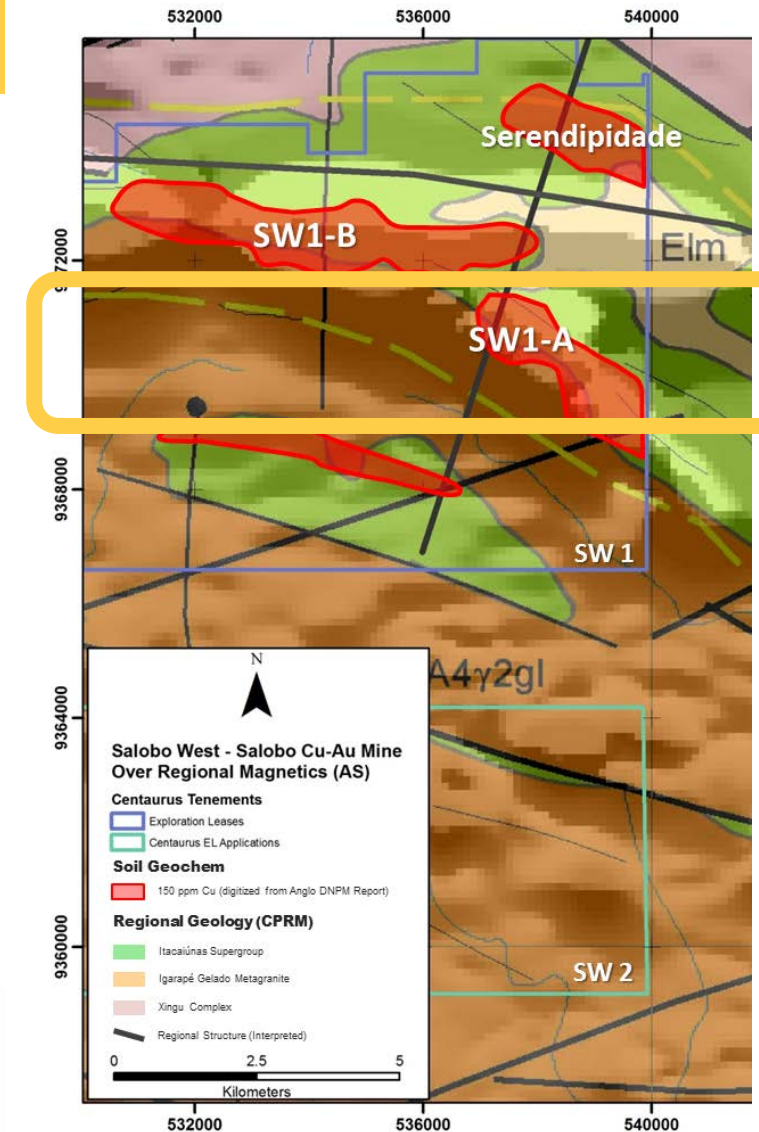 532000 536000 540000
Serendipidade
SW1-B
Elm
9372000
SW1-A
9368000
SW 1
A4γ2gl
9364000
N
Salobo West - Salobo Cu-Au Mine
Over Regional Magnetics (AS)
Centaurus Tenements
Exploration Leases
Centaurus EL Applications
Soil Geochem
150 ppm Cu (digitized from Anglo DNPM Report)
Regional Geology (CPRM)
Itacaiúnas Supergroup
Igarapé Gelado Metagranite
Xingu Complex
Regional Structure (Interpreted)
0 2.5 5
Kilometers
9360000
SW 2
532000 536000 540000